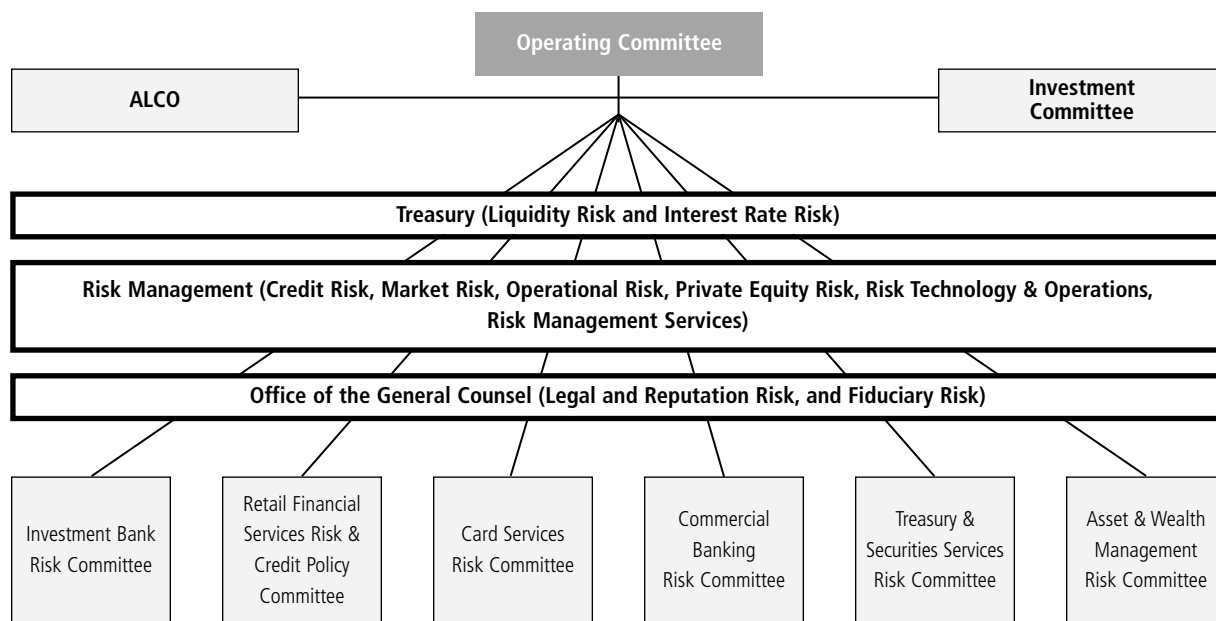 Operating Committee
ALCO
Investment
Committee
Treasury (Liquidity Risk and Interest Rate Risk)
Risk Management (Credit Risk, Market Risk, Operational Risk, Private Equity Risk, Risk Technology & Operations,
Risk Management Services)
Office of the General Counsel (Legal and Reputation Risk, and Fiduciary Risk)
Investment Bank
Risk Committee
Retail Financial
Services Risk &
Credit Policy
Committee
Card Services
Risk Committee
Commercial
Banking
Risk Committee
Treasury &
Securities Services
Risk Committee
Asset & Wealth
Management
Risk Committee